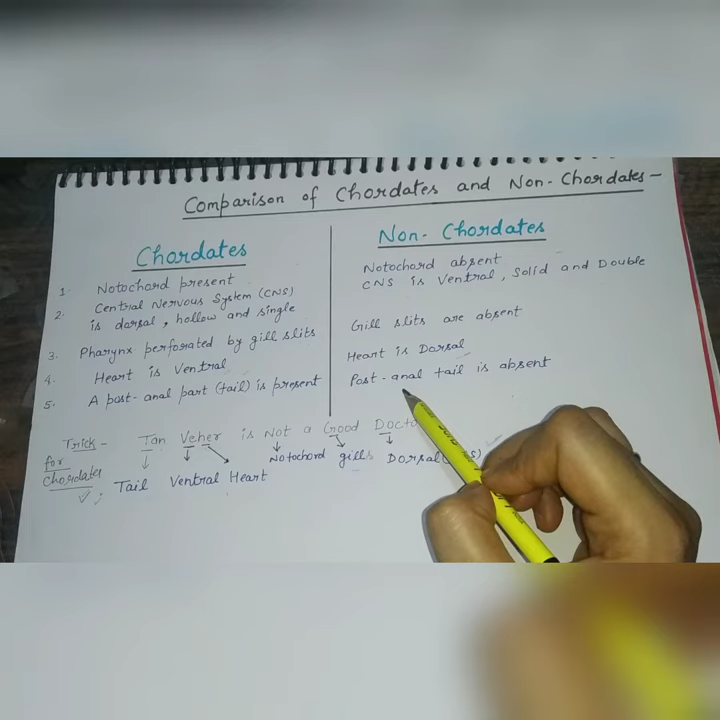 Comparison of Chordates and Non-Chordates-
Chordates
1. Notochord present
2. Central Nervous System (CNS)
is dorsal, hollow and single
3. Pharynx perforated by gill slits
4. Heart is Ventral
5. A post-anal part (tail) is present
Non-Chordates
Notochord absent
CNS is Ventral, Solid and Double
Gill slits are absent
Heart is Dorsal
Post-anal tail is absent
Trick - Tan Veher is Not a Good
for
Chordates
Tail Ventral Heart Notochord gills Dorsal